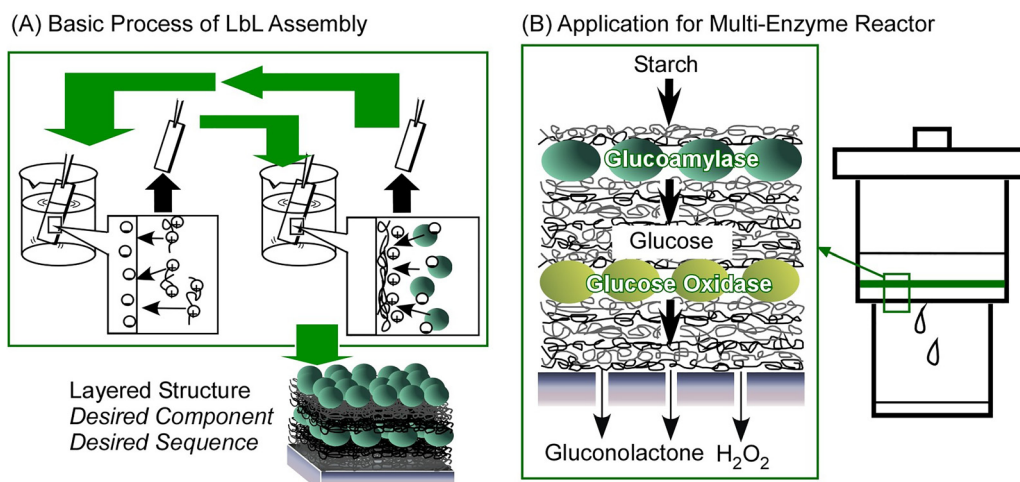 (A) Basic Process of LbL Assembly
Layered Structure
Desired Component
Desired Sequence
(B) Application for Multi-Enzyme Reactor
Starch
Glucoamylase
Glucose
Glucose Oxidase
Gluconolactone H₂O₂